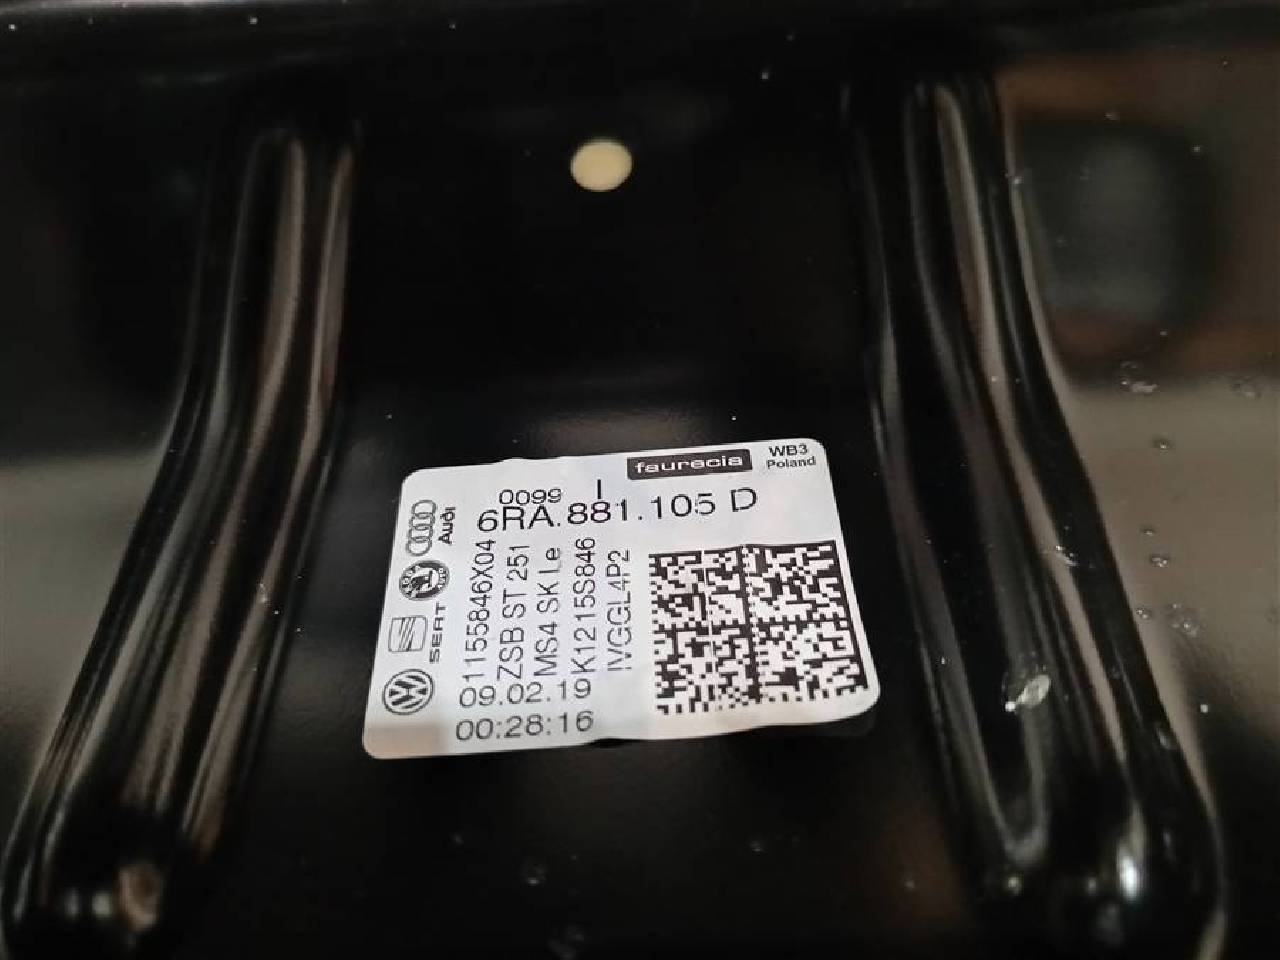 faurecia
WB3
Poland
0099 I
6RA.881.105 D
Audi
SEAT
01155846X04
ZSB ST 251
MS4 SK Le
K1215S846
IVGGL4P2
09.02.19
00:28:16